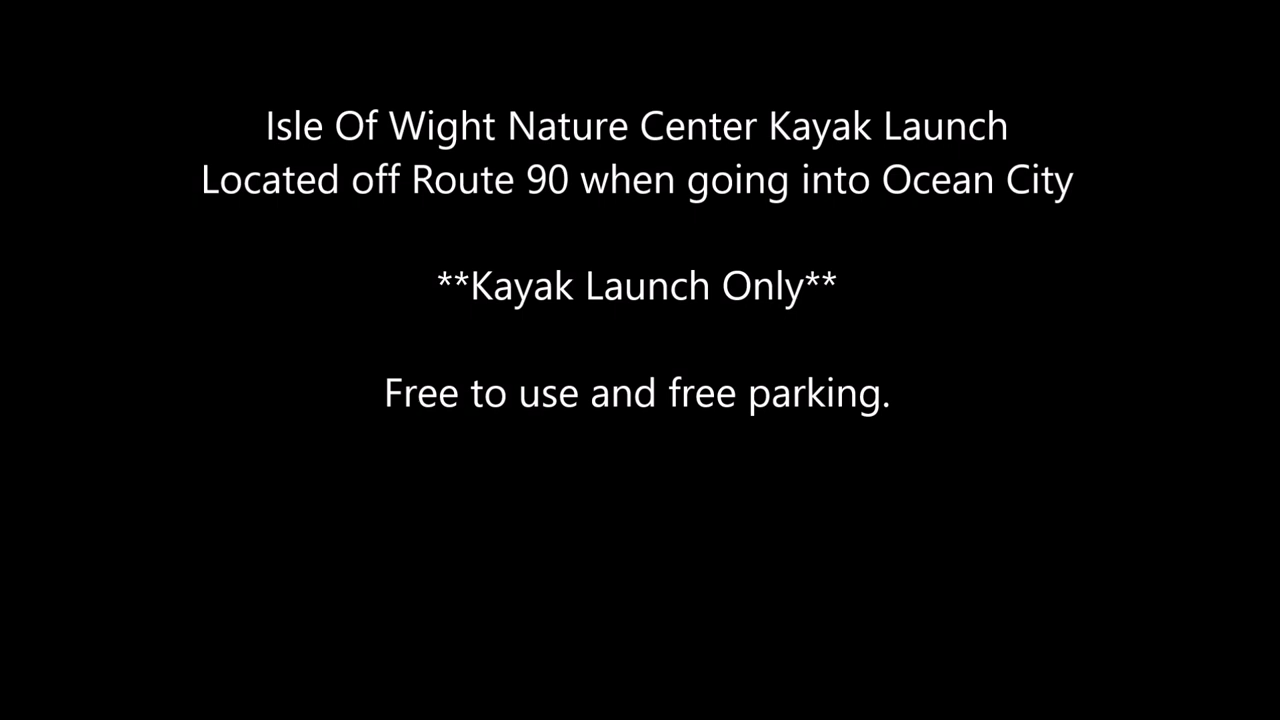 Isle Of Wight Nature Center Kayak Launch
Located off Route 90 when going into Ocean City
**Kayak Launch Only**
Free to use and free parking.